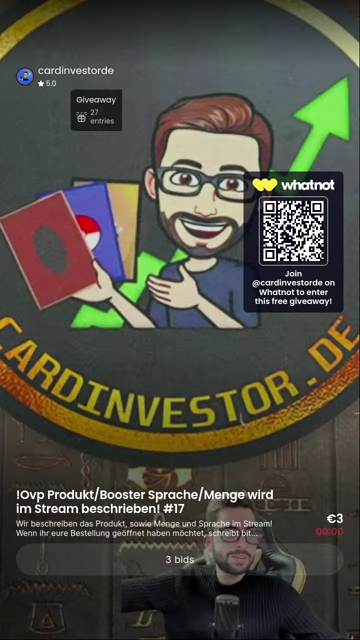 cardinvestorde
5.0
Giveaway
27
entries
whatnot
Join
@cardinvestorde on
Whatnot to enter
this free giveaway!
CARDINVESTOR.DE
!Ovp Produkt/Booster Sprache/Menge wird
im Stream beschrieben! #17
€3
Wir beschreiben das Produkt, sowie Menge und Sprache im Stream!
00:00
Wenn ihr eure Bestellung geöffnet haben möchtet, schreibt bit...
3 bids